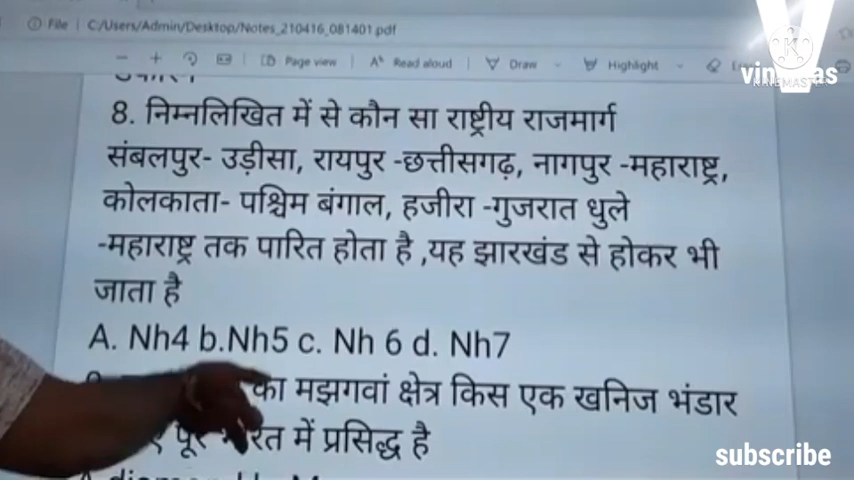 File | C:/Users/Admin/Desktop/Notes_210416_081401.pdf
Page view | Read aloud | Draw Highlight
8. निम्नलिखित में से कौन सा राष्ट्रीय राजमार्ग
संबलपुर- उड़ीसा, रायपुर -छत्तीसगढ़, नागपुर -महाराष्ट्र,
कोलकाता- पश्चिम बंगाल, हजीरा -गुजरात धुले
-महाराष्ट्र तक पारित होता है ,यह झारखंड से होकर भी
जाता है
A. Nh4 b.Nh5 c. Nh 6 d. Nh7
का मझगवां क्षेत्र किस एक खनिज भंडार
में प्रसिद्ध है
subscribe